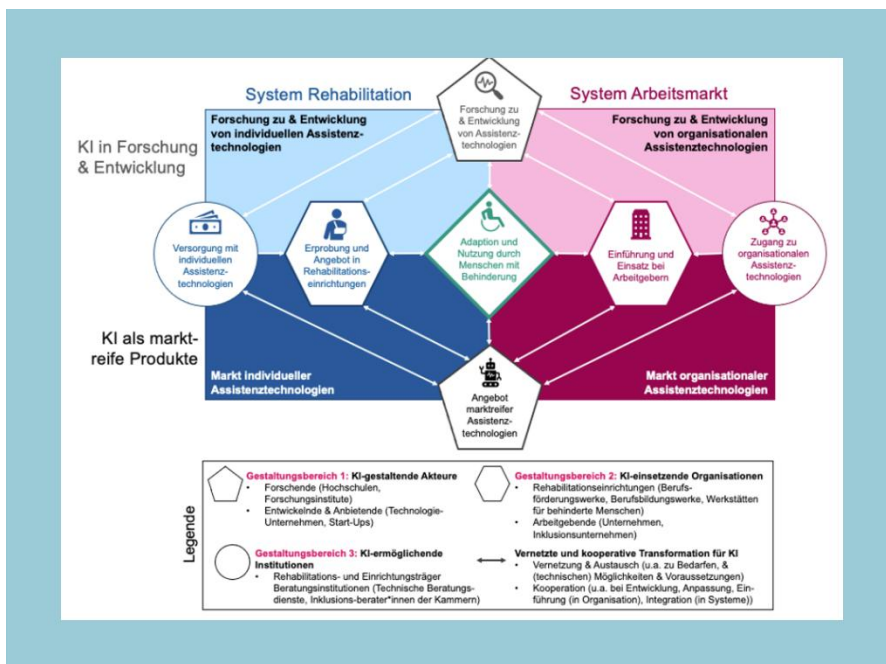 System Rehabilitation
System Arbeitsmarkt
Forschung zu
& Entwicklung
von Assistenz-
technologien
Forschung zu & Entwicklung
von individuellen Assistenz-
technologien
Forschung zu & Entwicklung
von organisationalen
Assistenztechnologien
KI in Forschung
& Entwicklung
Versorgung mit
individuellen
Assistenz-
technologien
Erprobung und
Angebot in
Rehabilitations-
einrichtungen
Adaption und
Nutzung durch
Menschen mit
Behinderung
Einführung und
Einsatz bei
Arbeitgebern
Zugang zu
organisationalen
Assistenz-
technologien
KI als markt-
reife Produkte
Markt individueller
Assistenztechnologien
Markt organisationaler
Assistenztechnologien
Angebot
marktreifer
Assistenz-
technologien
Legende
Gestaltungsbereich 1: KI-gestaltende Akteure
• Forschende (Hochschulen,
Forschungsinstitute)
• Entwickelnde & Anbietende (Technologie-
Unternehmen, Start-Ups)
Gestaltungsbereich 2: KI-einsetzende Organisationen
• Rehabilitationseinrichtungen (Berufs-
förderungswerke, Berufsbildungswerke, Werkstätten
für behinderte Menschen)
• Arbeitgebende (Unternehmen,
Inklusionsunternehmen)
Gestaltungsbereich 3: KI-ermöglichende
Institutionen
• Rehabilitations- und Einrichtungsträger
Beratungsinstitutionen (Technische Beratungs-
dienste, Inklusions-berater*innen der Kammern)
Vernetzte und kooperative Transformation für KI
• Vernetzung & Austausch (u.a. zu Bedarfen, &
(technischen) Möglichkeiten & Voraussetzungen)
• Kooperation (u.a. bei Entwicklung, Anpassung, Ein-
führung (in Organisation), Integration (in Systeme))